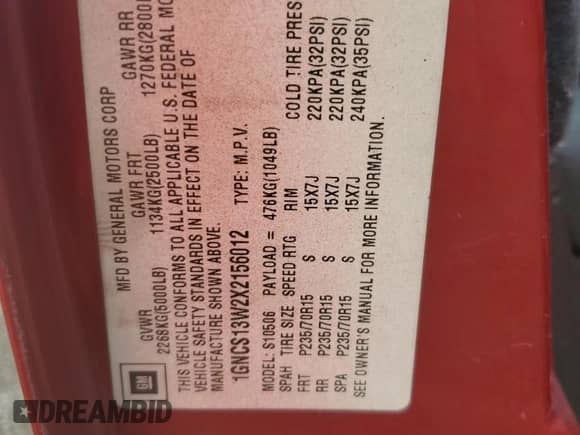 GM
MFD BY GENERAL MOTORS CORP
GVWR GAWR FRT GAWR RR
2268KG(5000LB) 1134KG(2500LB) 1270KG(2800
THIS VEHICLE CONFORMS TO ALL APPLICABLE U.S. FEDERAL MO
VEHICLE SAFETY STANDARDS IN EFFECT ON THE DATE OF
MANUFACTURE SHOWN ABOVE.
1GNCS13W2X2156012 TYPE: M.P.V.
MODEL: S10506 PAYLOAD = 476KG(1049LB)
SPAH TIRE SIZE SPEED RTG RIM COLD TIRE PRES
FRT P235/70R15 S 15X7J 220KPA(32PSI)
RR P235/70R15 S 15X7J 220KPA(32PSI)
SPA P235/70R15 S 15X7J 240KPA(35PSI)
SEE OWNER'S MANUAL FOR MORE INFORMATION.
DREAMBID